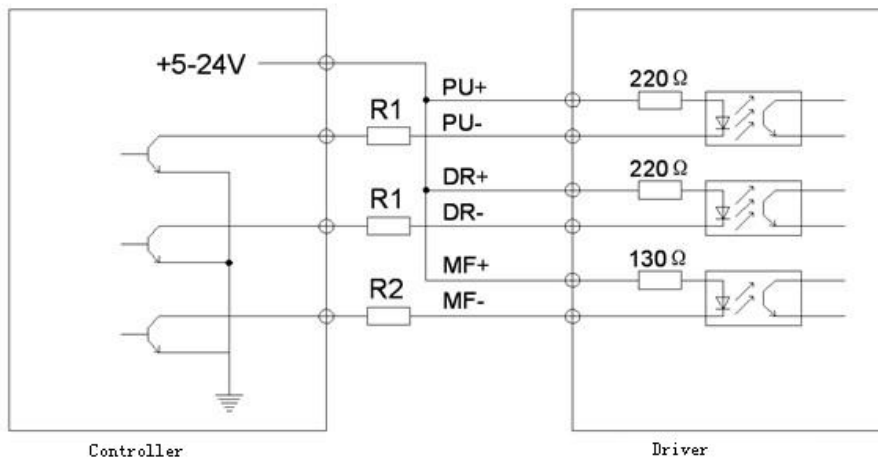 +5-24V
PU+
220Ω
R1
PU-
DR+
220Ω
R1
DR-
MF+
130Ω
R2
MF-
Controller
Driver